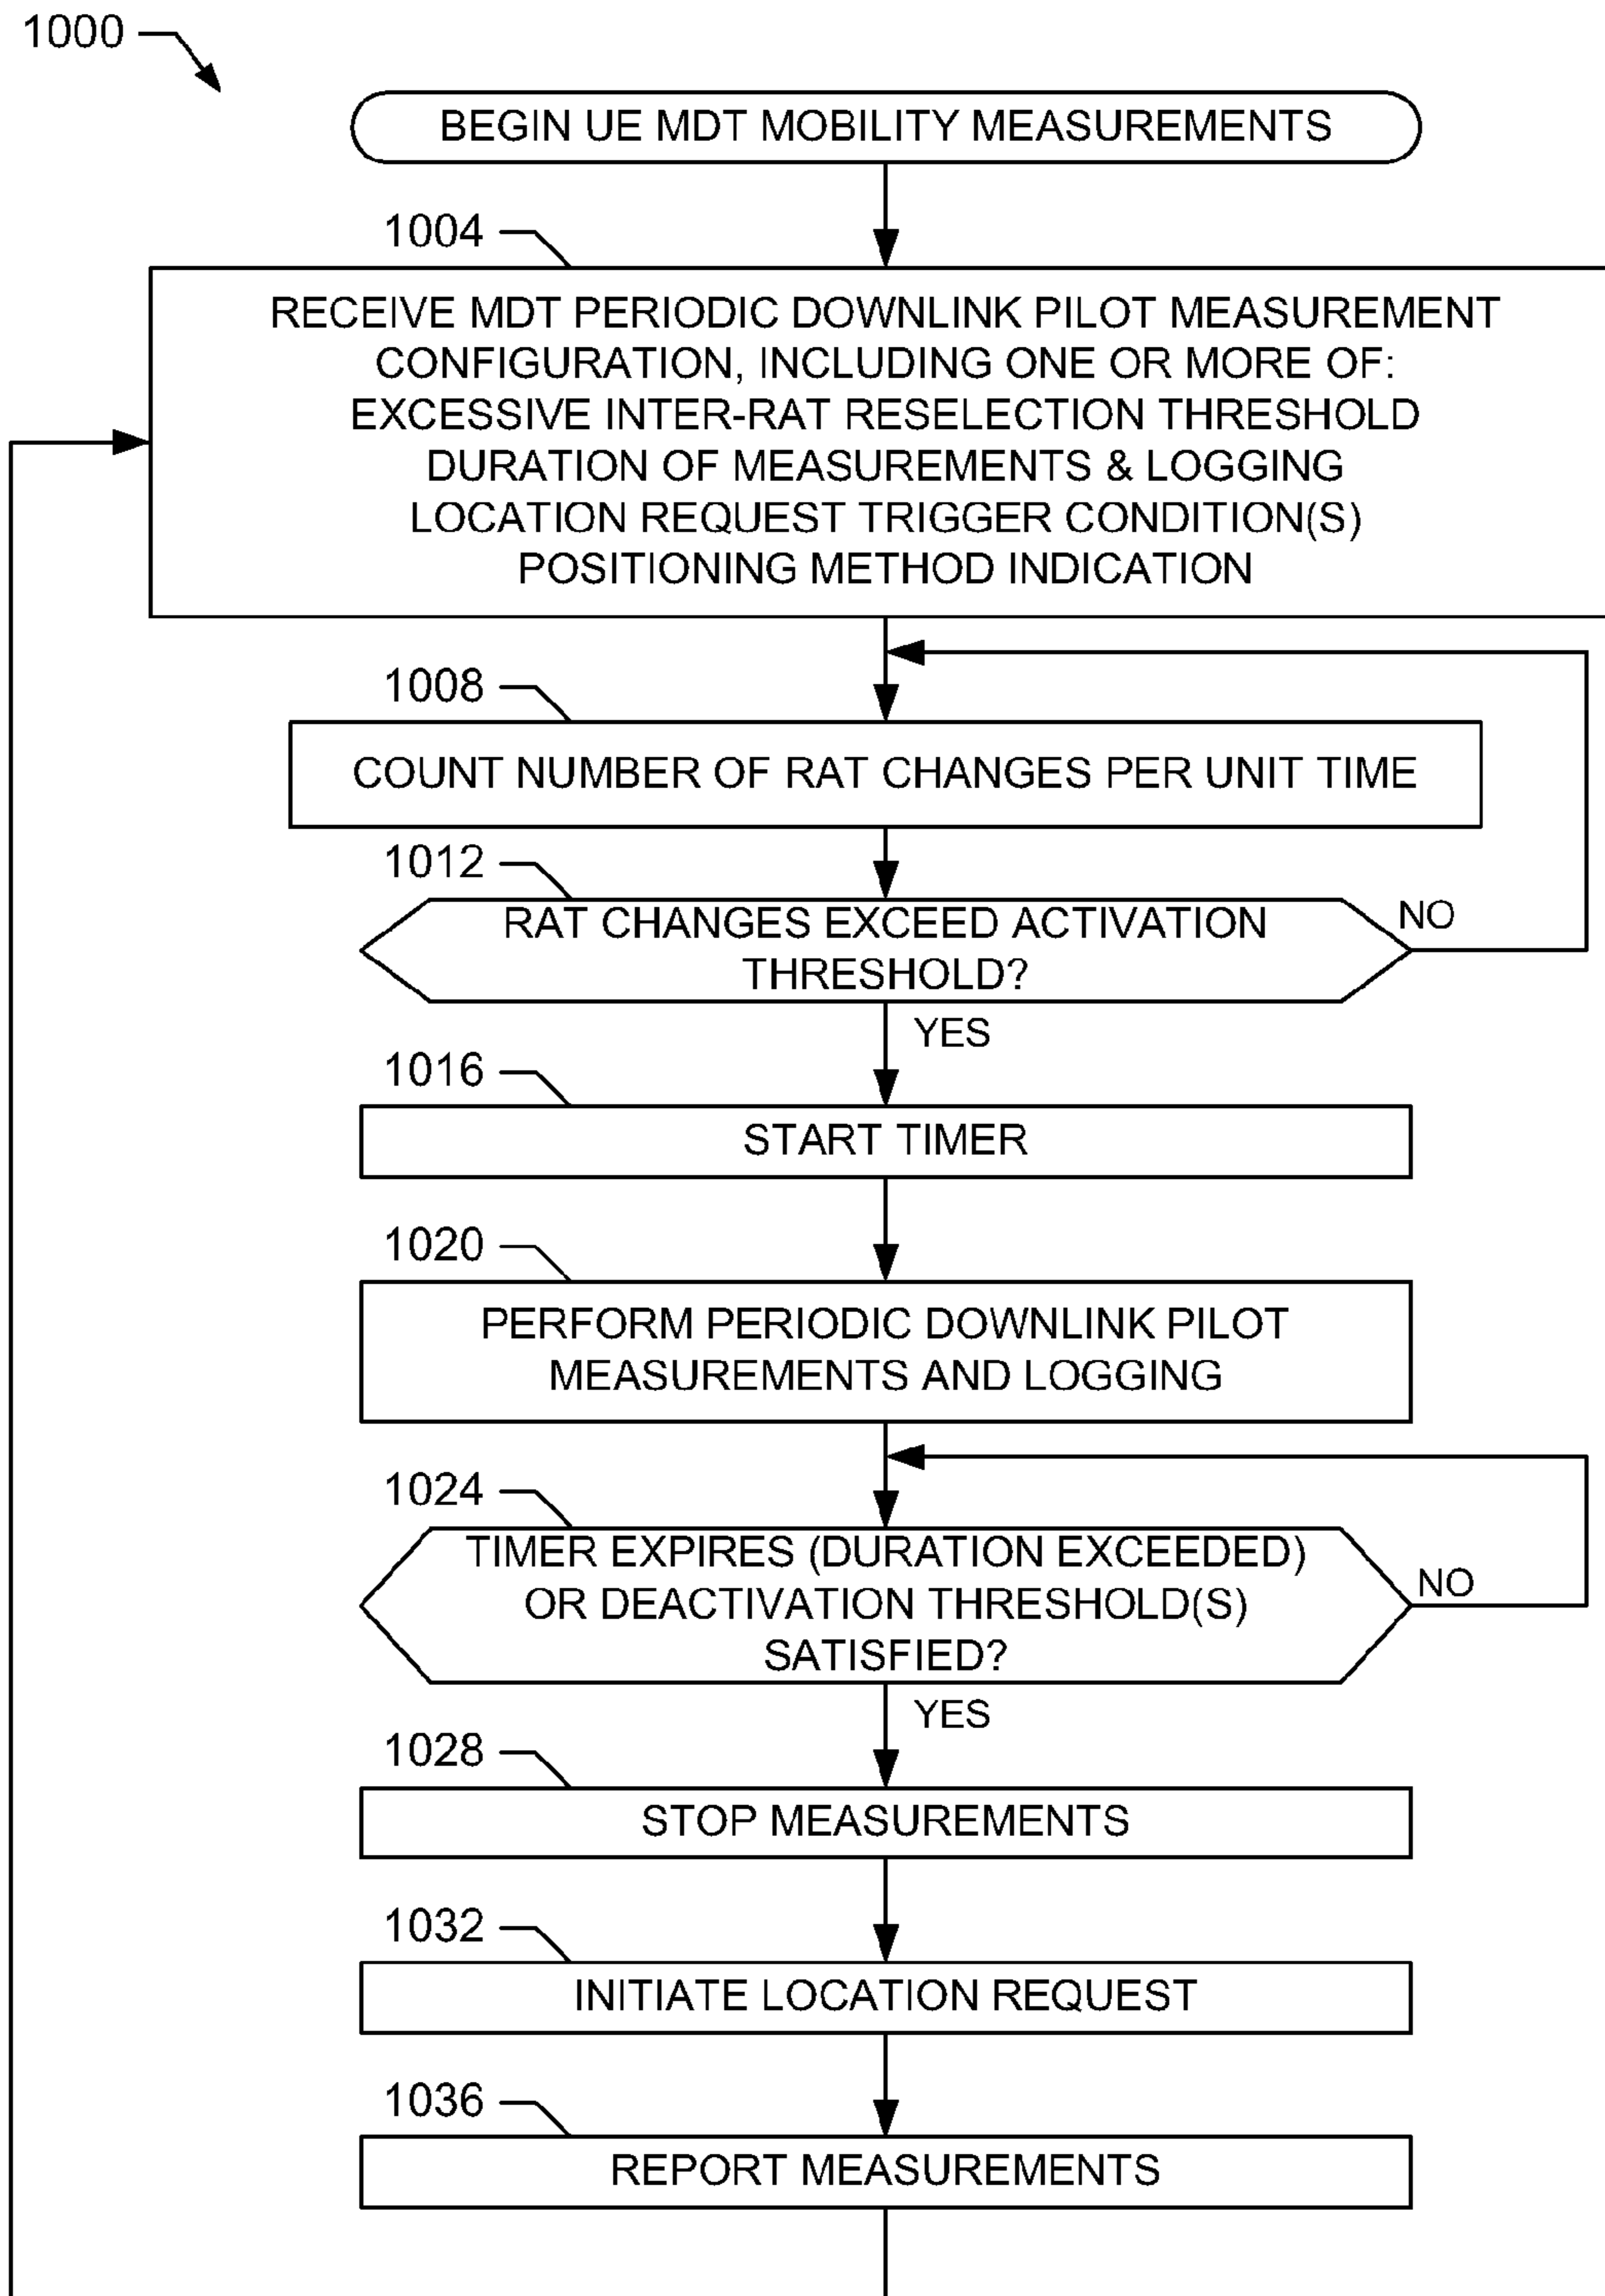 1000
BEGIN UE MDT MOBILITY MEASUREMENTS
1004
RECEIVE MDT PERIODIC DOWNLINK PILOT MEASUREMENT
CONFIGURATION, INCLUDING ONE OR MORE OF:
EXCESSIVE INTER-RAT RESELECTION THRESHOLD
DURATION OF MEASUREMENTS & LOGGING
LOCATION REQUEST TRIGGER CONDITION(S)
POSITIONING METHOD INDICATION
1008
COUNT NUMBER OF RAT CHANGES PER UNIT TIME
1012
RAT CHANGES EXCEED ACTIVATION
THRESHOLD?
NO
YES
1016
START TIMER
1020
PERFORM PERIODIC DOWNLINK PILOT
MEASUREMENTS AND LOGGING
1024
TIMER EXPIRES (DURATION EXCEEDED)
OR DEACTIVATION THRESHOLD(S)
SATISFIED?
NO
YES
1028
STOP MEASUREMENTS
1032
INITIATE LOCATION REQUEST
1036
REPORT MEASUREMENTS